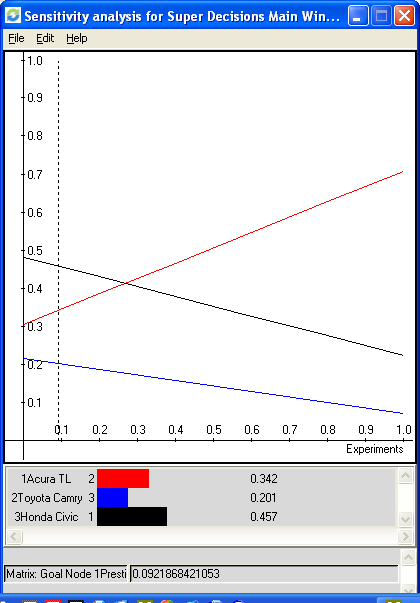 Sensitivity analysis for Super Decisions Main Win...
File Edit Help
1.0
0.9
0.8
0.7
0.6
0.5
0.4
0.3
0.2
0.1
0.1 0.2 0.3 0.4 0.5 0.6 0.7 0.8 0.9 1.0
Experiments
1Acura TL 2 0.342
2Toyota Camry 3 0.201
3Honda Civic 1 0.457
Matrix: Goal Node 1Presti 0.0921868421053